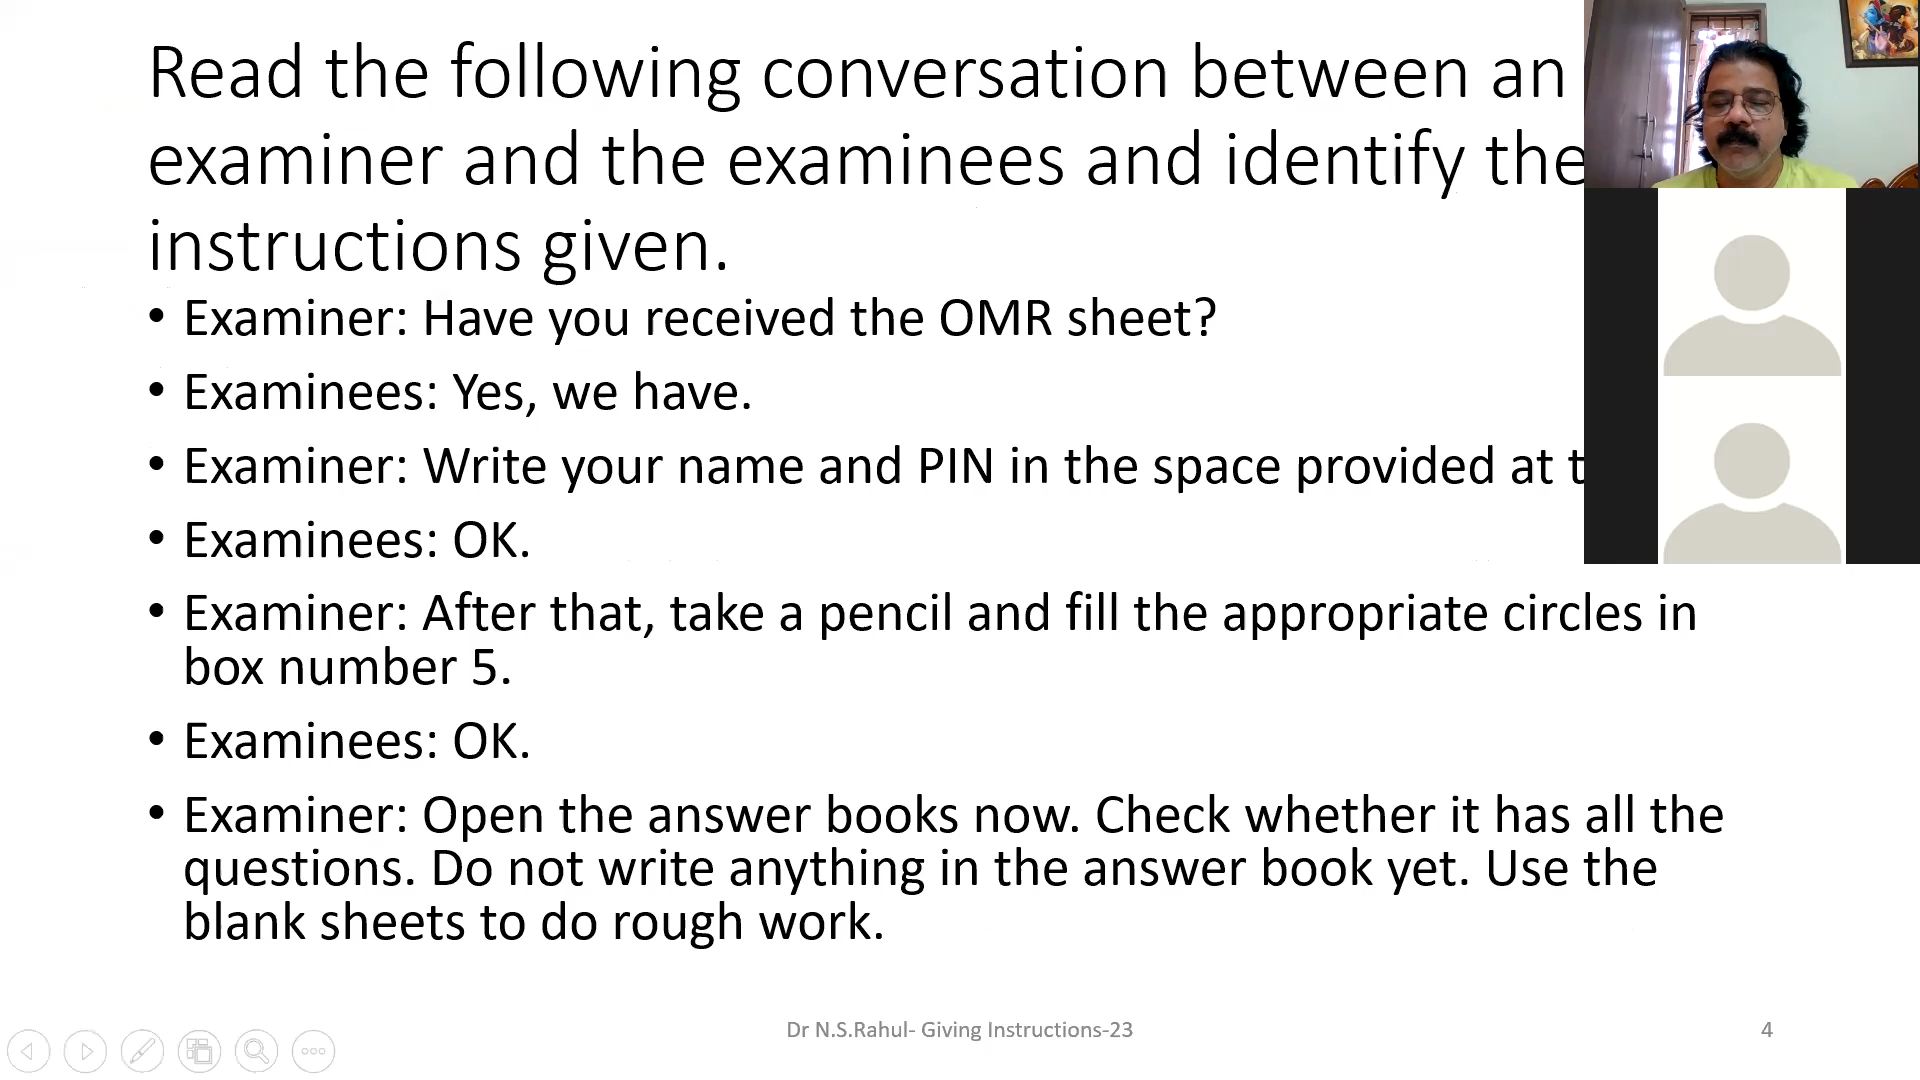 Read the following conversation between an
examiner and the examinees and identify the
instructions given.
• Examiner: Have you received the OMR sheet?
• Examinees: Yes, we have.
• Examiner: Write your name and PIN in the space provided at
• Examinees: OK.
• Examiner: After that, take a pencil and fill the appropriate circles in
box number 5.
• Examinees: OK.
• Examiner: Open the answer books now. Check whether it has all the
questions. Do not write anything in the answer book yet. Use the
blank sheets to do rough work.
Dr N.S.Rahul- Giving Instructions-23
4